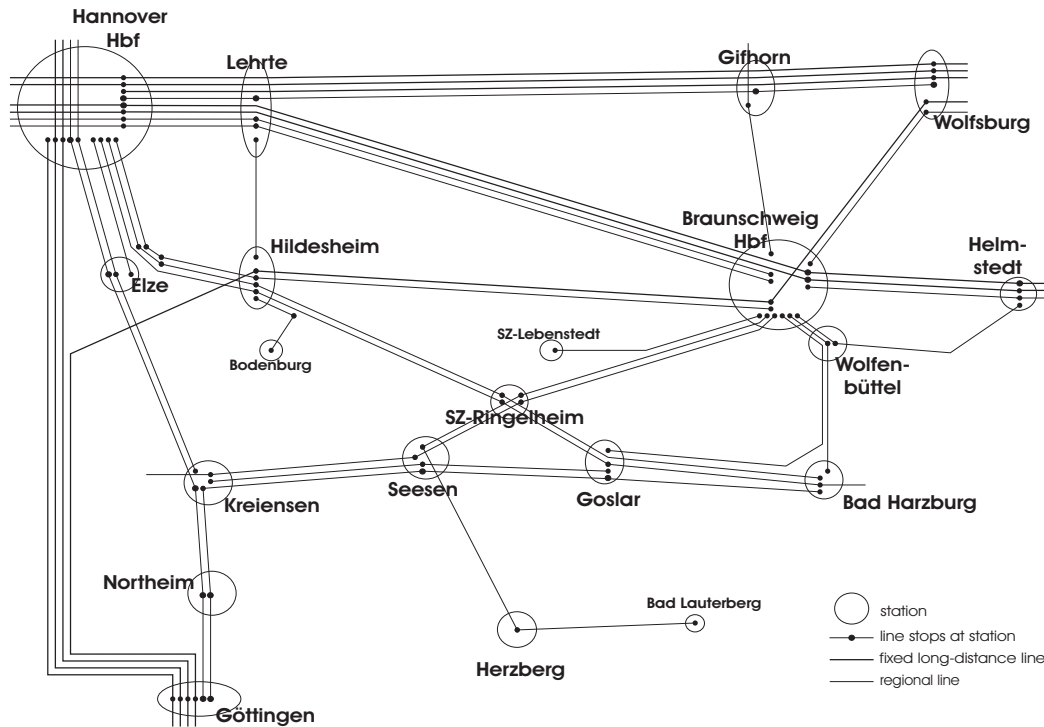 Hannover
Hbf
Lehrte
Gifhorn
Wolfsburg
Braunschweig
Hbf
Helm-
stedt
Hildesheim
Elze
SZ-Lebenstedt
Bodenburg
Wolfen-
büttel
SZ-Ringelheim
Seesen
Goslar
Bad Harzburg
Kreiensen
Northeim
Bad Lauterberg
Herzberg
Göttingen
station
line stops at station
fixed long-distance line
regional line